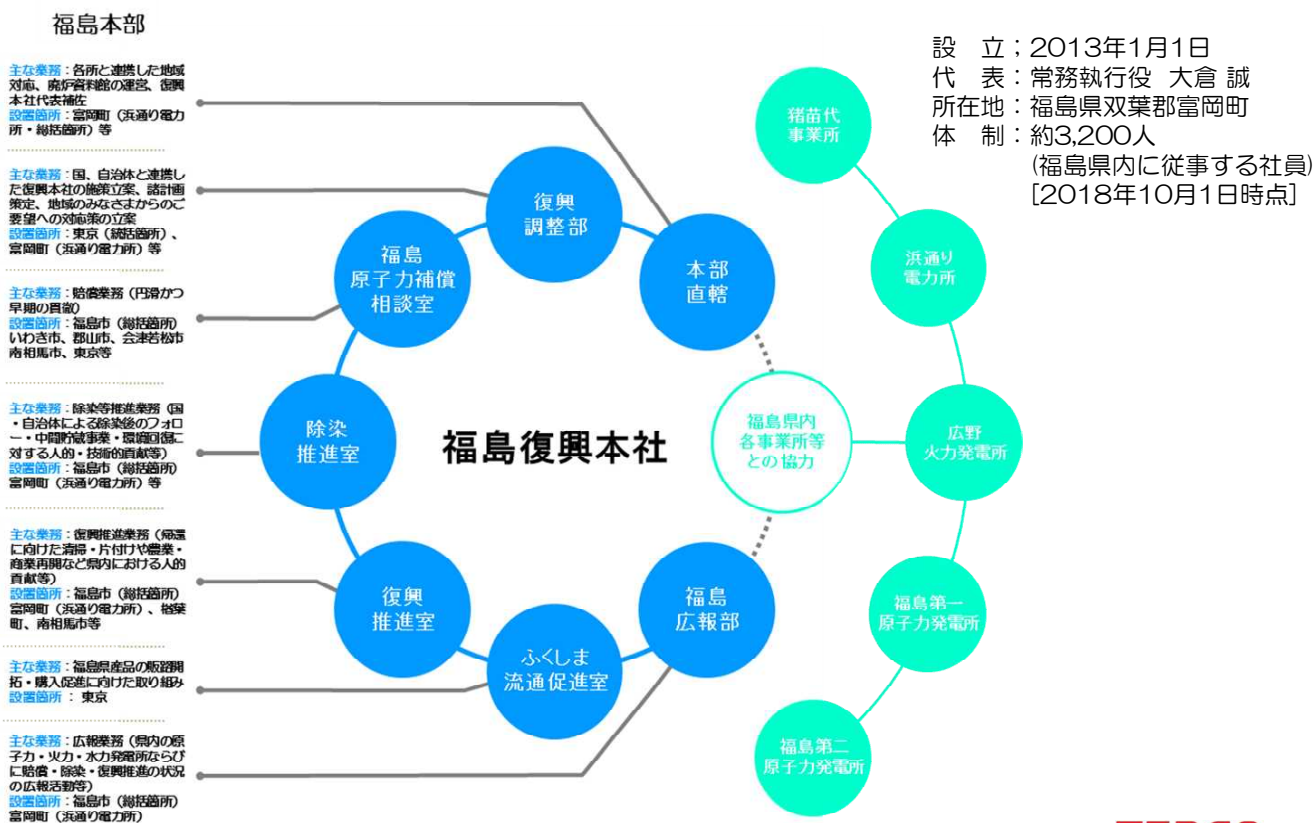 福島本部
主な業務：各所と連携した地域
対応、廃炉資料館の運営、復興
本社代表補佐
設置箇所：富岡町（浜通り電力
所・総括箇所）等
主な業務：国、自治体と連携し
た復興本社の施策立案、諸計画
策定、地域のみなさまからのご
要望への対応策の立案
設置箇所：東京（統括箇所）、
富岡町（浜通り電力所）等
主な業務：賠償業務（円滑かつ
早期の貫徹）
設置箇所：福島市（総括箇所）
いわき市、郡山市、会津若松市
南相馬市、東京等
主な業務：除染等推進業務（国
・自治体による除染後のフォロ
ー・中間貯蔵事業・環境回復に
対する人的・技術的貢献等）
設置箇所：福島市（総括箇所）
富岡町（浜通り電力所）等
主な業務：復興推進業務（帰還
に向けた清掃・片付けや農業・
商業再開など県内における人的
貢献等）
設置箇所：福島市（総括箇所）
富岡町（浜通り電力所）、楢葉
町、南相馬市等
主な業務：福島県産品の販路開
拓・購入促進に向けた取り組み
設置箇所：東京
主な業務：広報業務（県内の原
子力・火力・水力発電所ならび
に賠償・除染・復興推進の状況
の広報活動等）
設置箇所：福島市（総括箇所）
富岡町（浜通り電力所）
復興
調整部
本部
直轄
福島
原子力補償
相談室
除染
推進室
福島復興本社
福島県内
各事業所等
との協力
復興
推進室
ふくしま
流通促進室
福島
広報部
猪苗代
事業所
浜通り
電力所
広野
火力発電所
福島第一
原子力発電所
福島第二
原子力発電所
設　立；2013年1月1日
代　表：常務執行役 大倉 誠
所在地：福島県双葉郡富岡町
体　制：約3,200人
(福島県内に従事する社員)
[2018年10月1日時点]